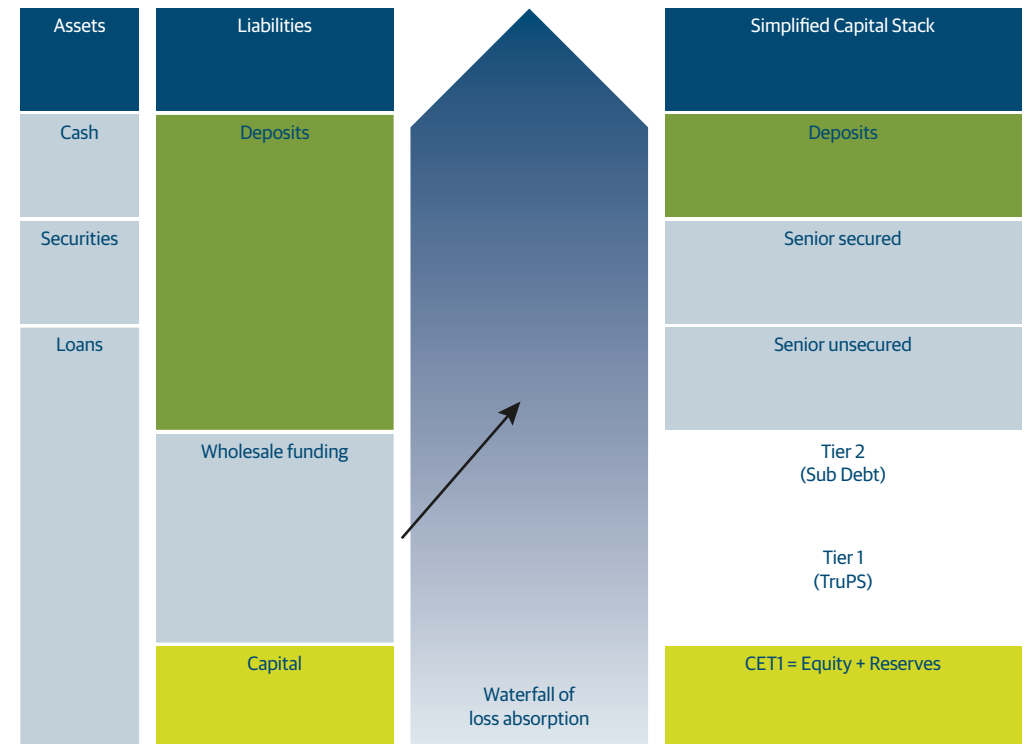 Assets
Liabilities
Simplified Capital Stack
Cash
Deposits
Deposits
Securities
Senior secured
Loans
Senior unsecured
Wholesale funding
Tier 2
(Sub Debt)
Tier 1
(TruPS)
Capital
CET1 = Equity + Reserves
Waterfall of
loss absorption